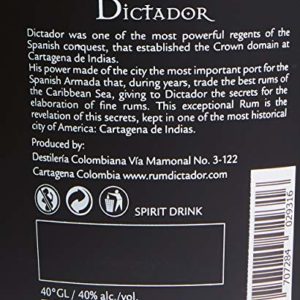 DICTADOR
Dictador was one of the most powerful regents of the
Spanish conquest, that established the Crown domain at
Cartagena de Indias.
His power made of the city the most important port for the
Spanish Armada that, during years, trade the best rums of
the Caribbean Sea, giving to Dictador the secrets for the
elaboration of fine rums. This exceptional Rum is the
revelation of this secrets, kept in one of the most historical
city of America: Cartagena de Indias.
Produced by:
Destilería Colombiana Vía Mamonal No. 3-122
Cartagena Colombia www.rumdictador.com
SPIRIT DRINK
40°GL / 40% alc./vol.
7 707284 029316